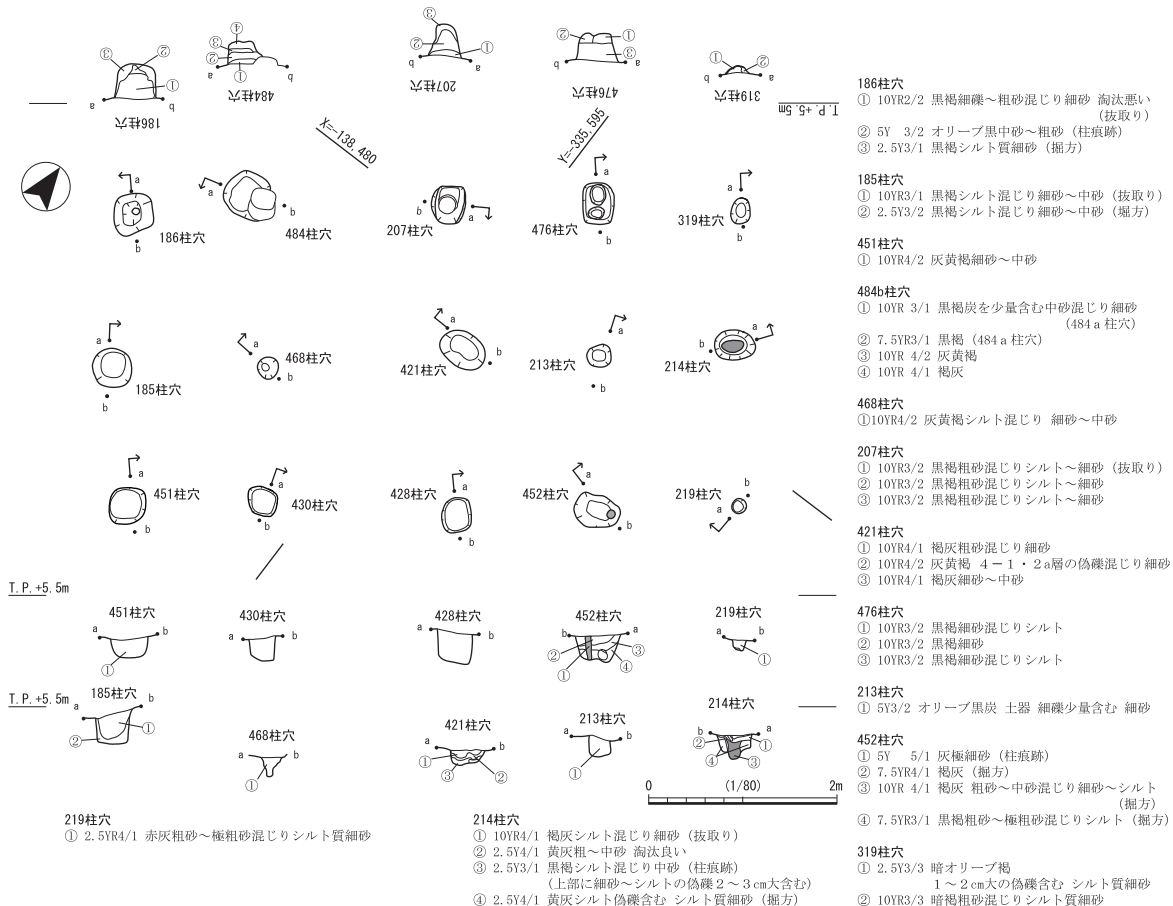 ③
②
①
a
b
186柱穴
④
③
②
①
a
b
484柱穴
③
②
①
b
a
207柱穴
②
①
③
a
b
476柱穴
①
②
a
b
319柱穴
T.P.+5.5m
X=-138,480
Y=-335,595
a
b
186柱穴
a
b
484柱穴
b
a
207柱穴
a
b
476柱穴
a
b
319柱穴
a
b
185柱穴
a
b
468柱穴
a
b
421柱穴
a
b
213柱穴
a
b
214柱穴
a
b
451柱穴
a
b
430柱穴
a
b
428柱穴
a
b
452柱穴
b
a
219柱穴
T.P.+5.5m
451柱穴
a
b
①
430柱穴
a
b
428柱穴
a
b
452柱穴
b
a
②
①
③
④
219柱穴
a
b
①
T.P.+5.5m
185柱穴
a
b
①
②
468柱穴
a
b
①
421柱穴
a
b
①
③
②
213柱穴
a
b
①
214柱穴
b
a
②
④
①
③
0 (1/80) 2m
219柱穴
① 2.5YR4/1 赤灰粗砂～極粗砂混じりシルト質細砂
214柱穴
① 10YR4/1 褐灰シルト混じり細砂（抜取り）
② 2.5Y4/1 黄灰粗～中砂 淘汰良い
③ 2.5Y3/1 黒褐シルト混じり中砂（柱痕跡）
（上部に細砂～シルトの偽礫２～３㎝大含む）
④ 2.5Y4/1 黄灰シルト偽礫含む シルト質細砂（掘方）
186柱穴
① 10YR2/2 黒褐細礫～粗砂混じり細砂 淘汰悪い
（抜取り）
② 5Y 3/2 オリーブ黒中砂～粗砂（柱痕跡）
③ 2.5Y3/1 黒褐シルト質細砂（掘方）
185柱穴
① 10YR3/1 黒褐シルト混じり細砂～中砂（抜取り）
② 2.5Y3/2 黒褐シルト混じり細砂～中砂（堀方）
451柱穴
① 10YR4/2 灰黄褐細砂～中砂
484b柱穴
① 10YR 3/1 黒褐炭を少量含む中砂混じり細砂
（484ａ柱穴）
② 7.5YR3/1 黒褐（484ａ柱穴）
③ 10YR 4/2 灰黄褐
④ 10YR 4/1 褐灰
468柱穴
①10YR4/2 灰黄褐シルト混じり 細砂～中砂
207柱穴
① 10YR3/2 黒褐粗砂混じりシルト～細砂（抜取り）
② 10YR3/2 黒褐粗砂混じりシルト～細砂
③ 10YR3/2 黒褐粗砂混じりシルト～細砂
421柱穴
① 10YR4/1 褐灰粗砂混じり細砂
② 10YR4/2 灰黄褐 ４－１・２a層の偽礫混じり細砂
③ 10YR4/1 褐灰細砂～中砂
476柱穴
① 10YR3/2 黒褐細砂混じりシルト
② 10YR3/2 黒褐細砂
③ 10YR3/2 黒褐細砂混じりシルト
213柱穴
① 5Y3/2 オリーブ黒炭 土器 細礫少量含む 細砂
452柱穴
① 5Y 5/1 灰極細砂（柱痕跡）
② 7.5YR4/1 褐灰（掘方）
③ 10YR 4/1 褐灰 粗砂～中砂混じり細砂～シルト
（掘方）
④ 7.5YR3/1 黒褐粗砂～極粗砂混じりシルト（掘方）
319柱穴
① 2.5Y3/3 暗オリーブ褐
１～２㎝大の偽礫含む シルト質細砂
② 10YR3/3 暗褐粗砂混じりシルト質細砂